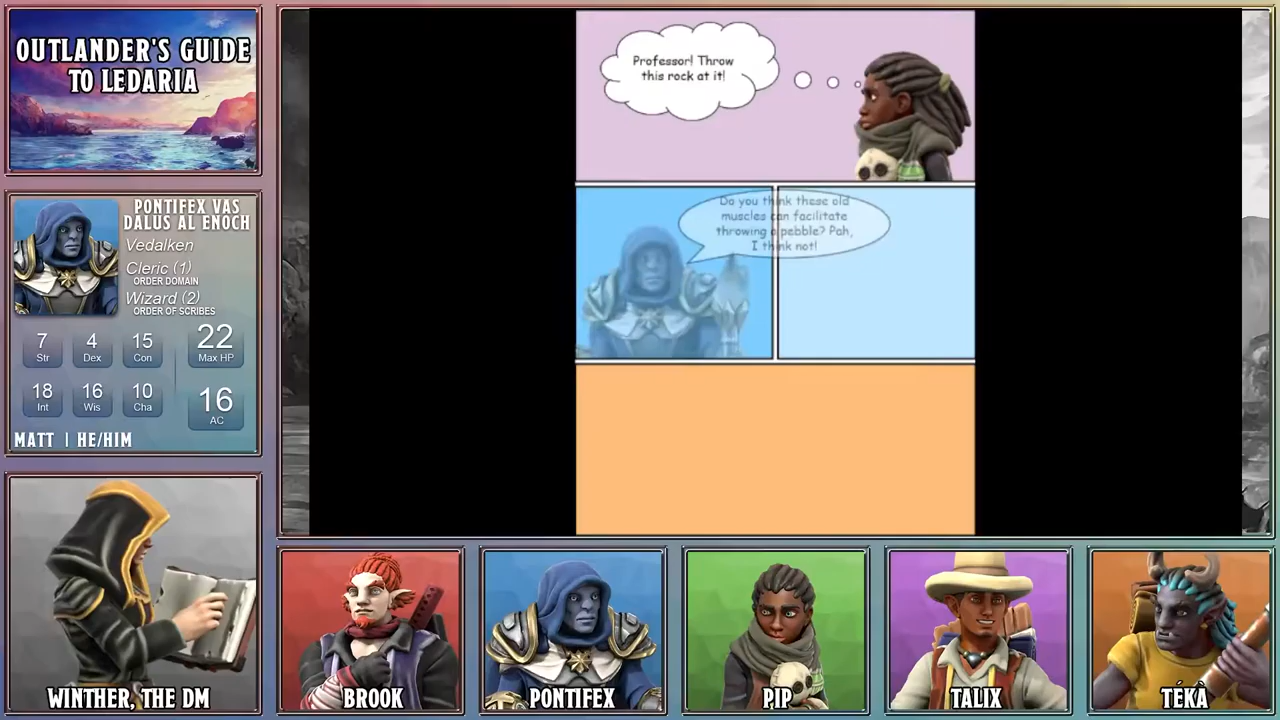 OUTLANDER'S GUIDE
TO LEDARIA
PONTIFEX VAS
DALUS AL ENOCH
Vedalken
Cleric (1)
ORDER DOMAIN
Wizard (2)
ORDER OF SCRIBES
7
Str
4
Dex
15
Con
22
Max HP
18
Int
16
Wis
10
Cha
16
AC
MATT | HE/HIM
WINTHER, THE DM
Professor! Throw
this rock at it!
Do you think these old
muscles can facilitate
throwing a pebble? Pah,
I think not!
BROOK
PONTIFEX
PIP
TALIX
TÉKÀ